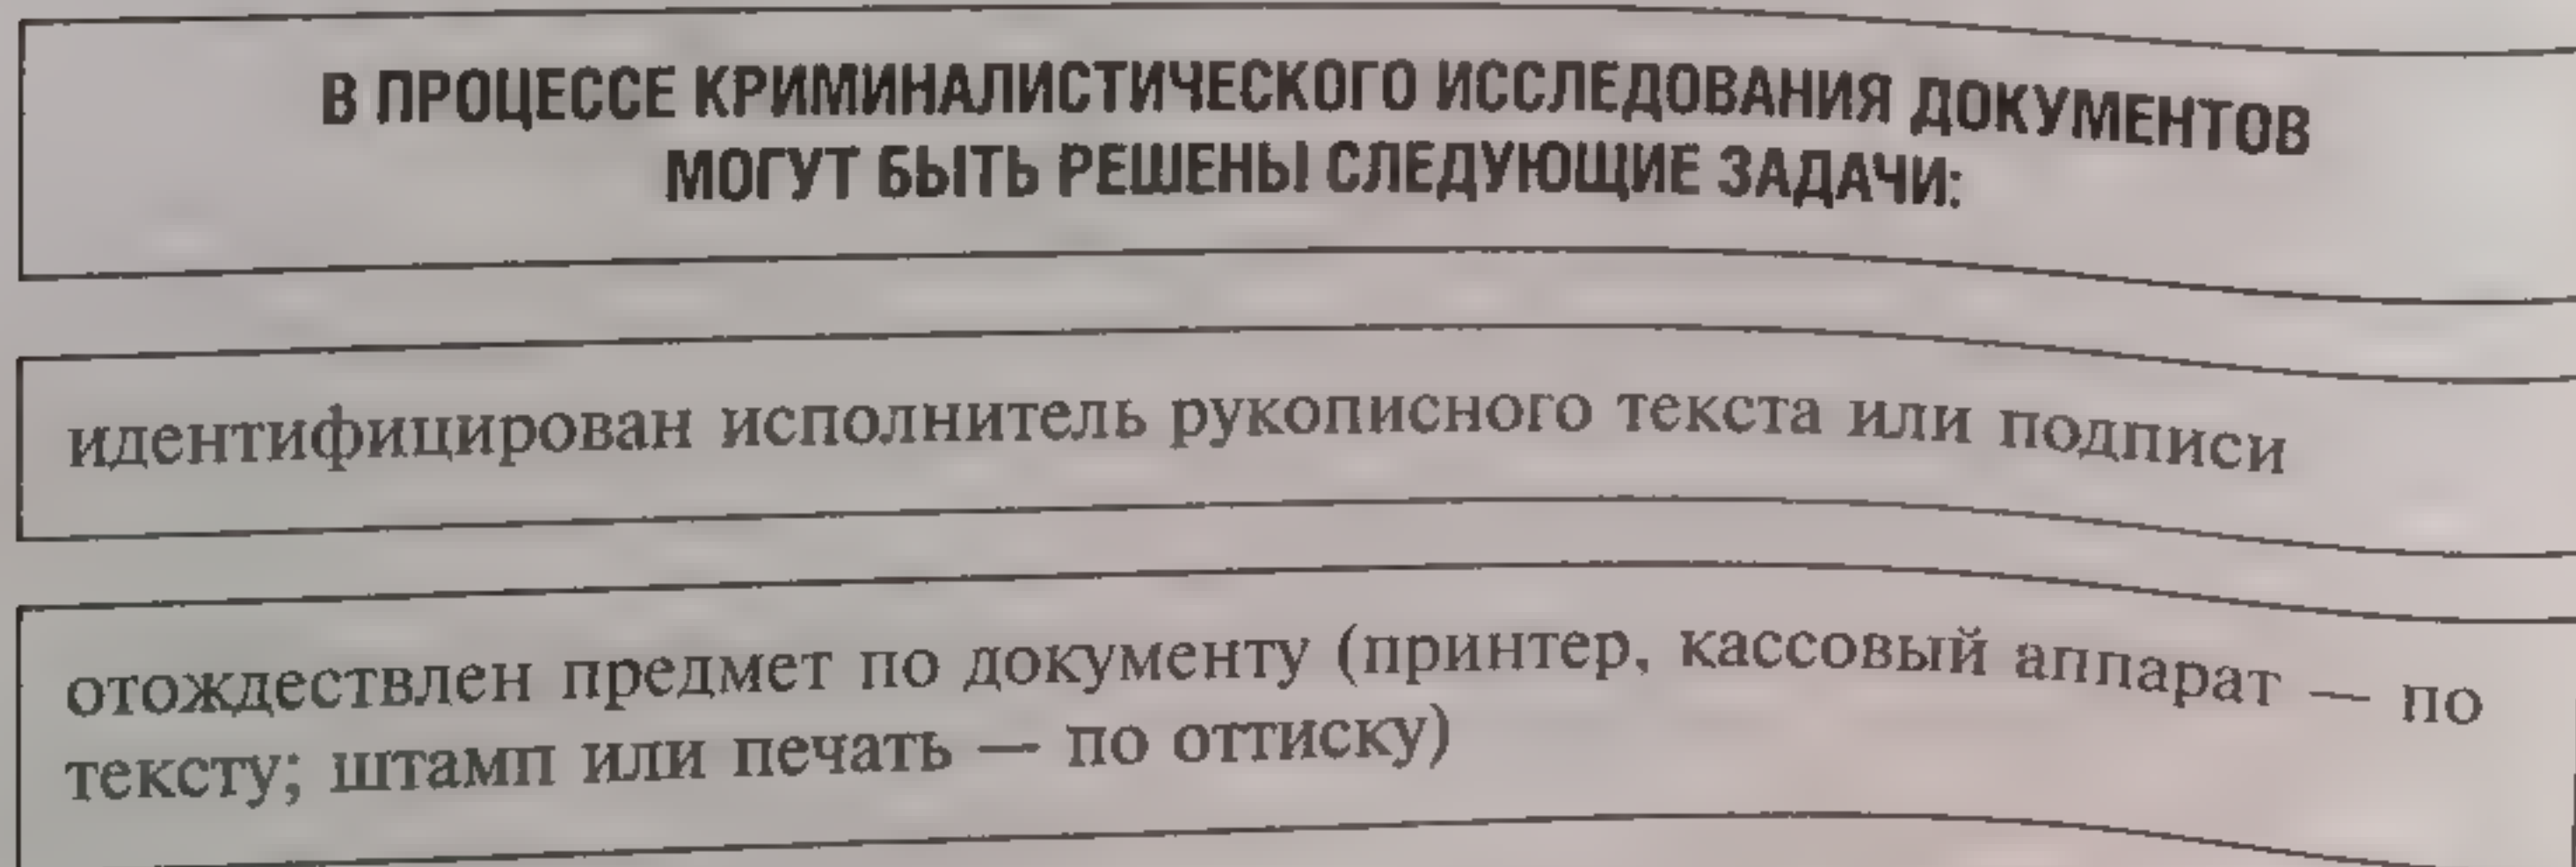 В ПРОЦЕССЕ КРИМИНАЛИСТИЧЕСКОГО ИССЛЕДОВАНИЯ ДОКУМЕНТОВ
МОГУТ БЫТЬ РЕШЕНЫ СЛЕДУЮЩИЕ ЗАДАЧИ:
идентифицирован исполнитель рукописного текста или подписи
отождествлен предмет по документу (принтер, кассовый аппарат — по
тексту; штамп или печать — по оттиску)